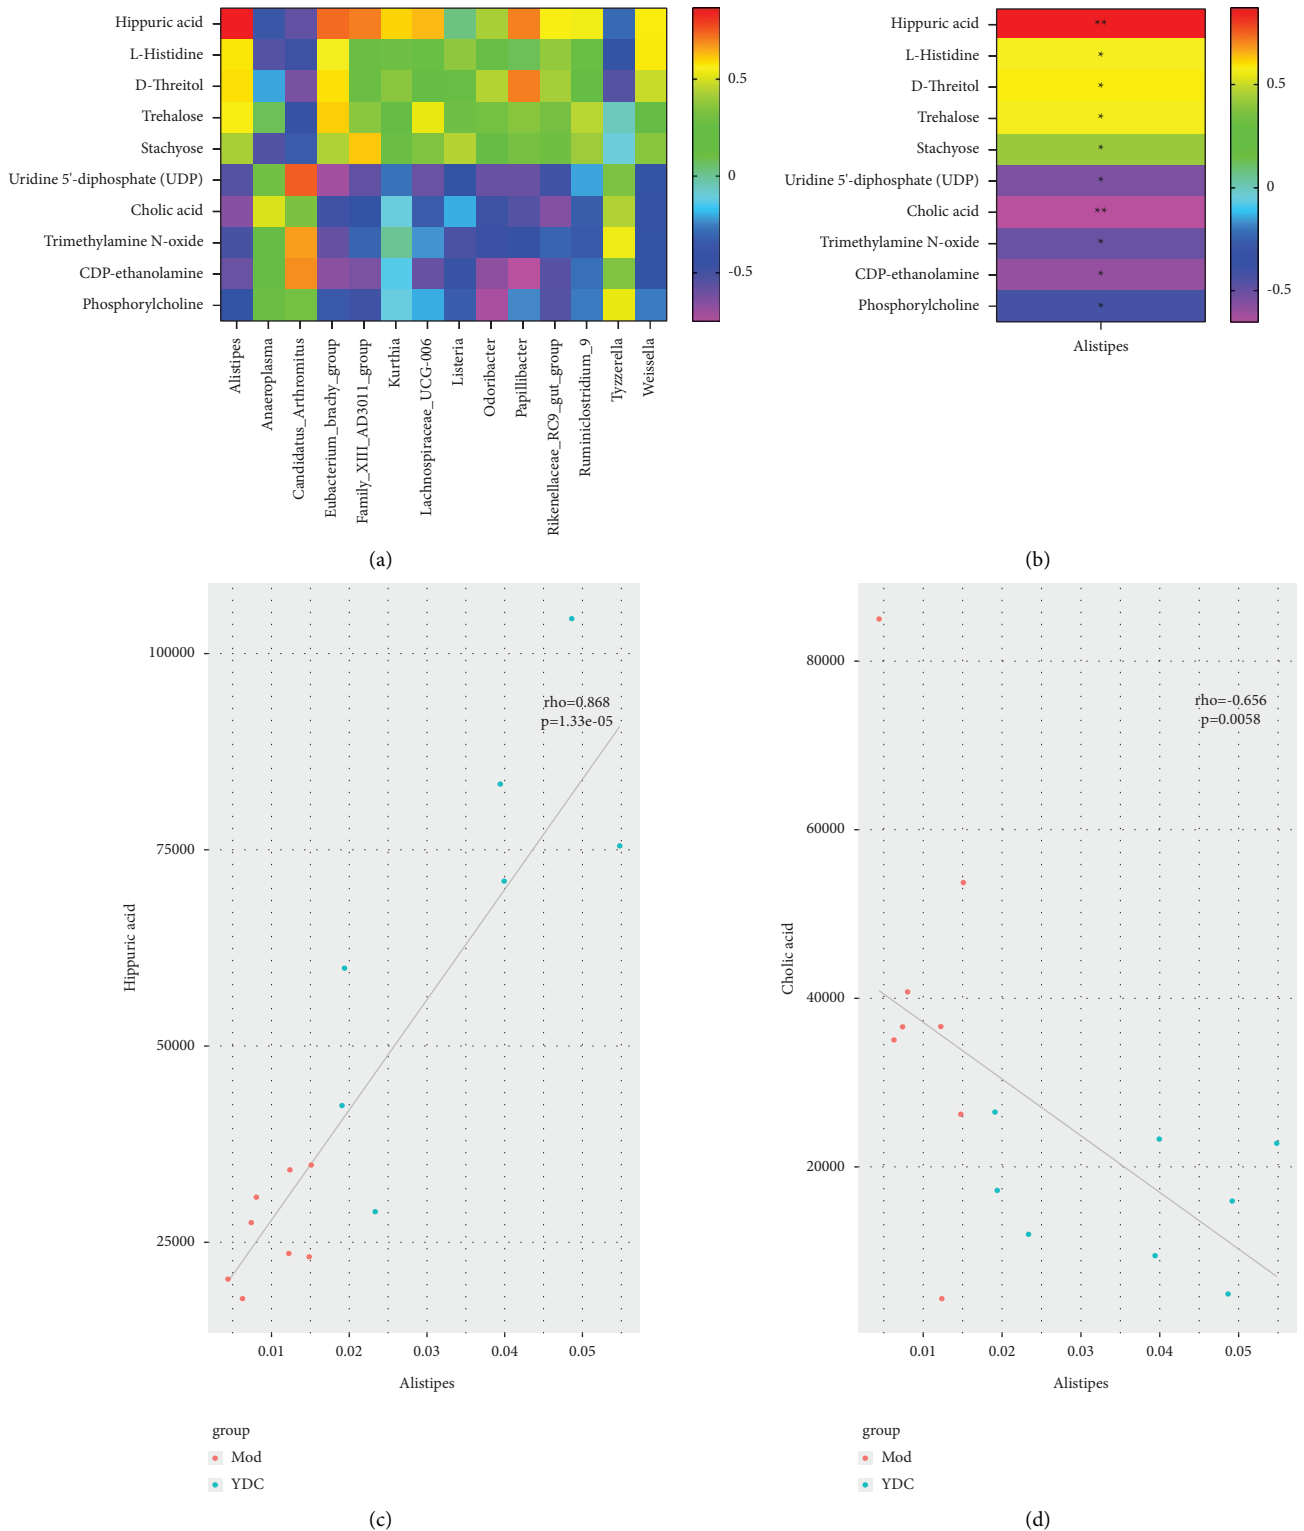 Hippuric acid
L-Histidine
D-Threitol
Trehalose
Stachyose
Uridine 5'-diphosphate (UDP)
Cholic acid
Trimethylamine N-oxide
CDP-ethanolamine
Phosphorylcholine
0.5
0
-0.5
Alistipes
Anaeroplasma
Candidatus_Arthromitus
Eubacterium_brachy_group
Family_XIII_AD3011_group
Kurthia
Lachnospiraceae_UCG-006
Listeria
Odoribacter
Papillibacter
Rikenellaceae_RC9_gut_group
Ruminiclostridium_9
Tyzzerella
Weissella
(a)
Hippuric acid **
L-Histidine *
D-Threitol *
Trehalose *
Stachyose *
Uridine 5'-diphosphate (UDP) *
Cholic acid **
Trimethylamine N-oxide *
CDP-ethanolamine *
Phosphorylcholine *
0.5
0
-0.5
Alistipes
(b)
100000
75000
50000
25000
Hippuric acid
rho=0.868
p=1.33e-05
0.01 0.02 0.03 0.04 0.05
Alistipes
group
Mod
YDC
(c)
80000
60000
40000
20000
Cholic acid
rho=-0.656
p=0.0058
0.01 0.02 0.03 0.04 0.05
Alistipes
group
Mod
YDC
(d)